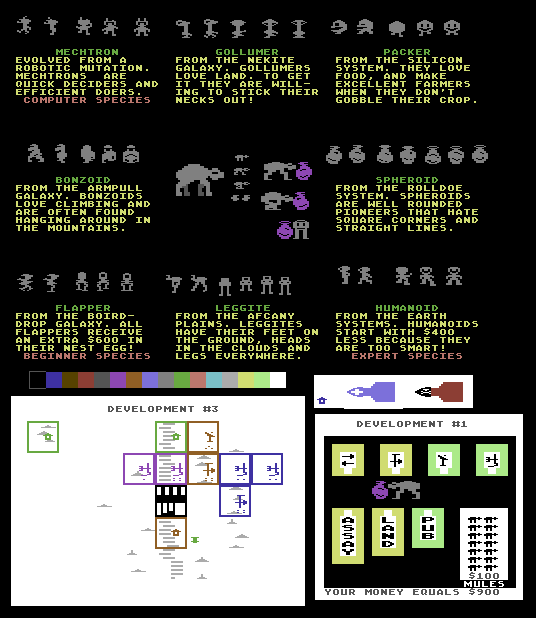 MECHTRON
EVOLVED FROM A
ROBOTIC MUTATION.
MECHTRONS ARE
QUICK DECIDERS AND
EFFICIENT DOERS.
COMPUTER SPECIES
GOLLUMER
FROM THE NEKITE
GALAXY. GOLLUMERS
LOVE LAND. TO GET
IT THEY ARE WILL-
ING TO STICK THEIR
NECKS OUT!
PACKER
FROM THE SILICON
SYSTEM. THEY LOVE
FOOD, AND MAKE
EXCELLENT FARMERS
WHEN THEY DON'T
GOBBLE THEIR CROP.
BONZOID
FROM THE ARMPULL
GALAXY. BONZOIDS
LOVE CLIMBING AND
ARE OFTEN FOUND
HANGING AROUND IN
THE MOUNTAINS.
SPHEROID
FROM THE ROLLDOE
SYSTEM. SPHEROIDS
ARE WELL ROUNDED
PIONEERS THAT HATE
SQUARE CORNERS AND
STRAIGHT LINES.
FLAPPER
FROM THE BOIRD-
DROP GALAXY. ALL
FLAPPERS RECEIVE
AN EXTRA $600 IN
THEIR NEST EGG!
BEGINNER SPECIES
LEGGITE
FROM THE AFCANY
PLAINS. LEGGITES
HAVE THEIR FEET ON
THE GROUND, HEADS
IN THE CLOUDS AND
LEGS EVERYWHERE.
HUMANOID
FROM THE EARTH
SYSTEMS. HUMANOIDS
START WITH $400
LESS BECAUSE THEY
ARE TOO SMART!
EXPERT SPECIES
DEVELOPMENT #3
DEVELOPMENT #1
ASSAY
LAND
PUB
$100
MULES
YOUR MONEY EQUALS $900